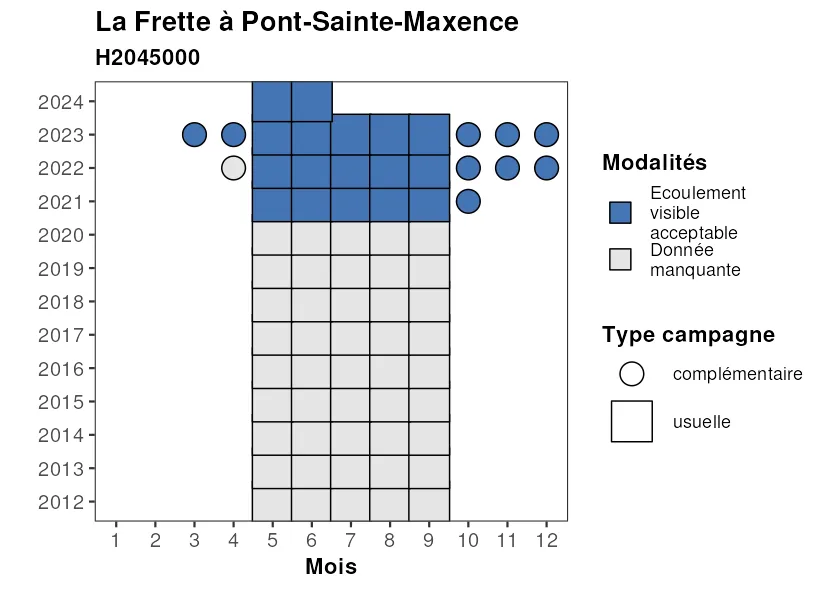 La Frette à Pont-Sainte-Maxence
H2045000
2024
2023
2022
2021
2020
2019
2018
2017
2016
2015
2014
2013
2012
1 2 3 4 5 6 7 8 9 10 11 12
Mois
Modalités
Ecoulement
visible
acceptable
Donnée
manquante
Type campagne
complémentaire
usuelle